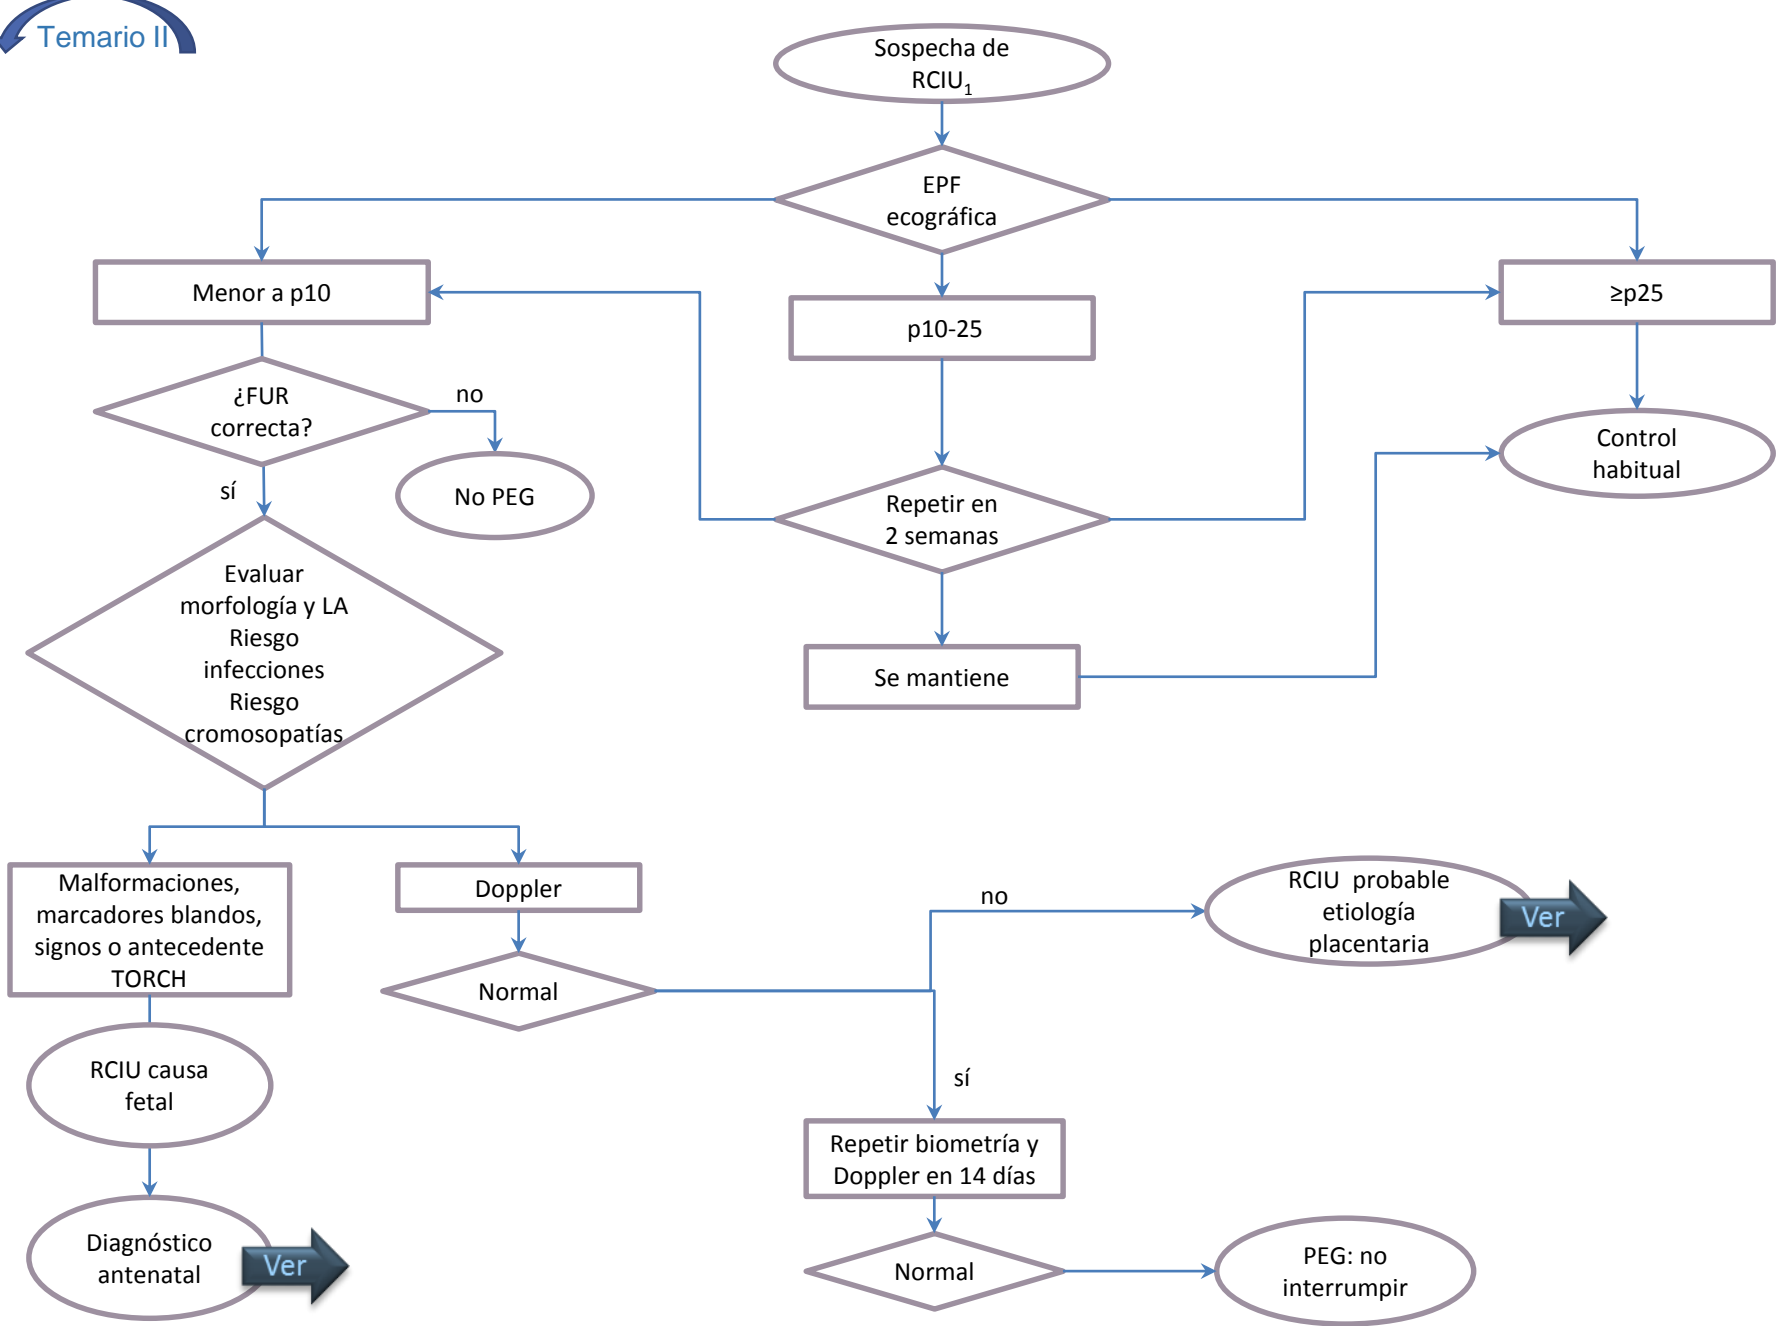 Temario II
Sospecha de
RCIU1
EPF
ecográfica
Menor a p10
p10-25
≥p25
¿FUR
correcta?
no
No PEG
sí
Control
habitual
Repetir en
2 semanas
Evaluar
morfología y LA
Riesgo
infecciones
Riesgo
cromosopatías
Se mantiene
Malformaciones,
marcadores blandos,
signos o antecedente
TORCH
Doppler
Normal
no
RCIU probable
etiología
placentaria
Ver
RCIU causa
fetal
sí
Repetir biometría y
Doppler en 14 días
Diagnóstico
antenatal
Ver
Normal
PEG: no
interrumpir